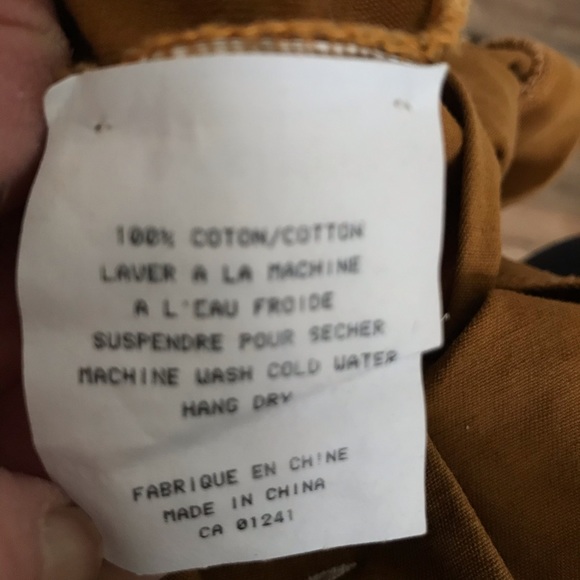 100% COTON/COTTON
LAVER A LA MACHINE
A L'EAU FROIDE
SUSPENDRE POUR SECHER
MACHINE WASH COLD WATER
HANG DRY
FABRIQUE EN CHINE
MADE IN CHINA
CA 01241